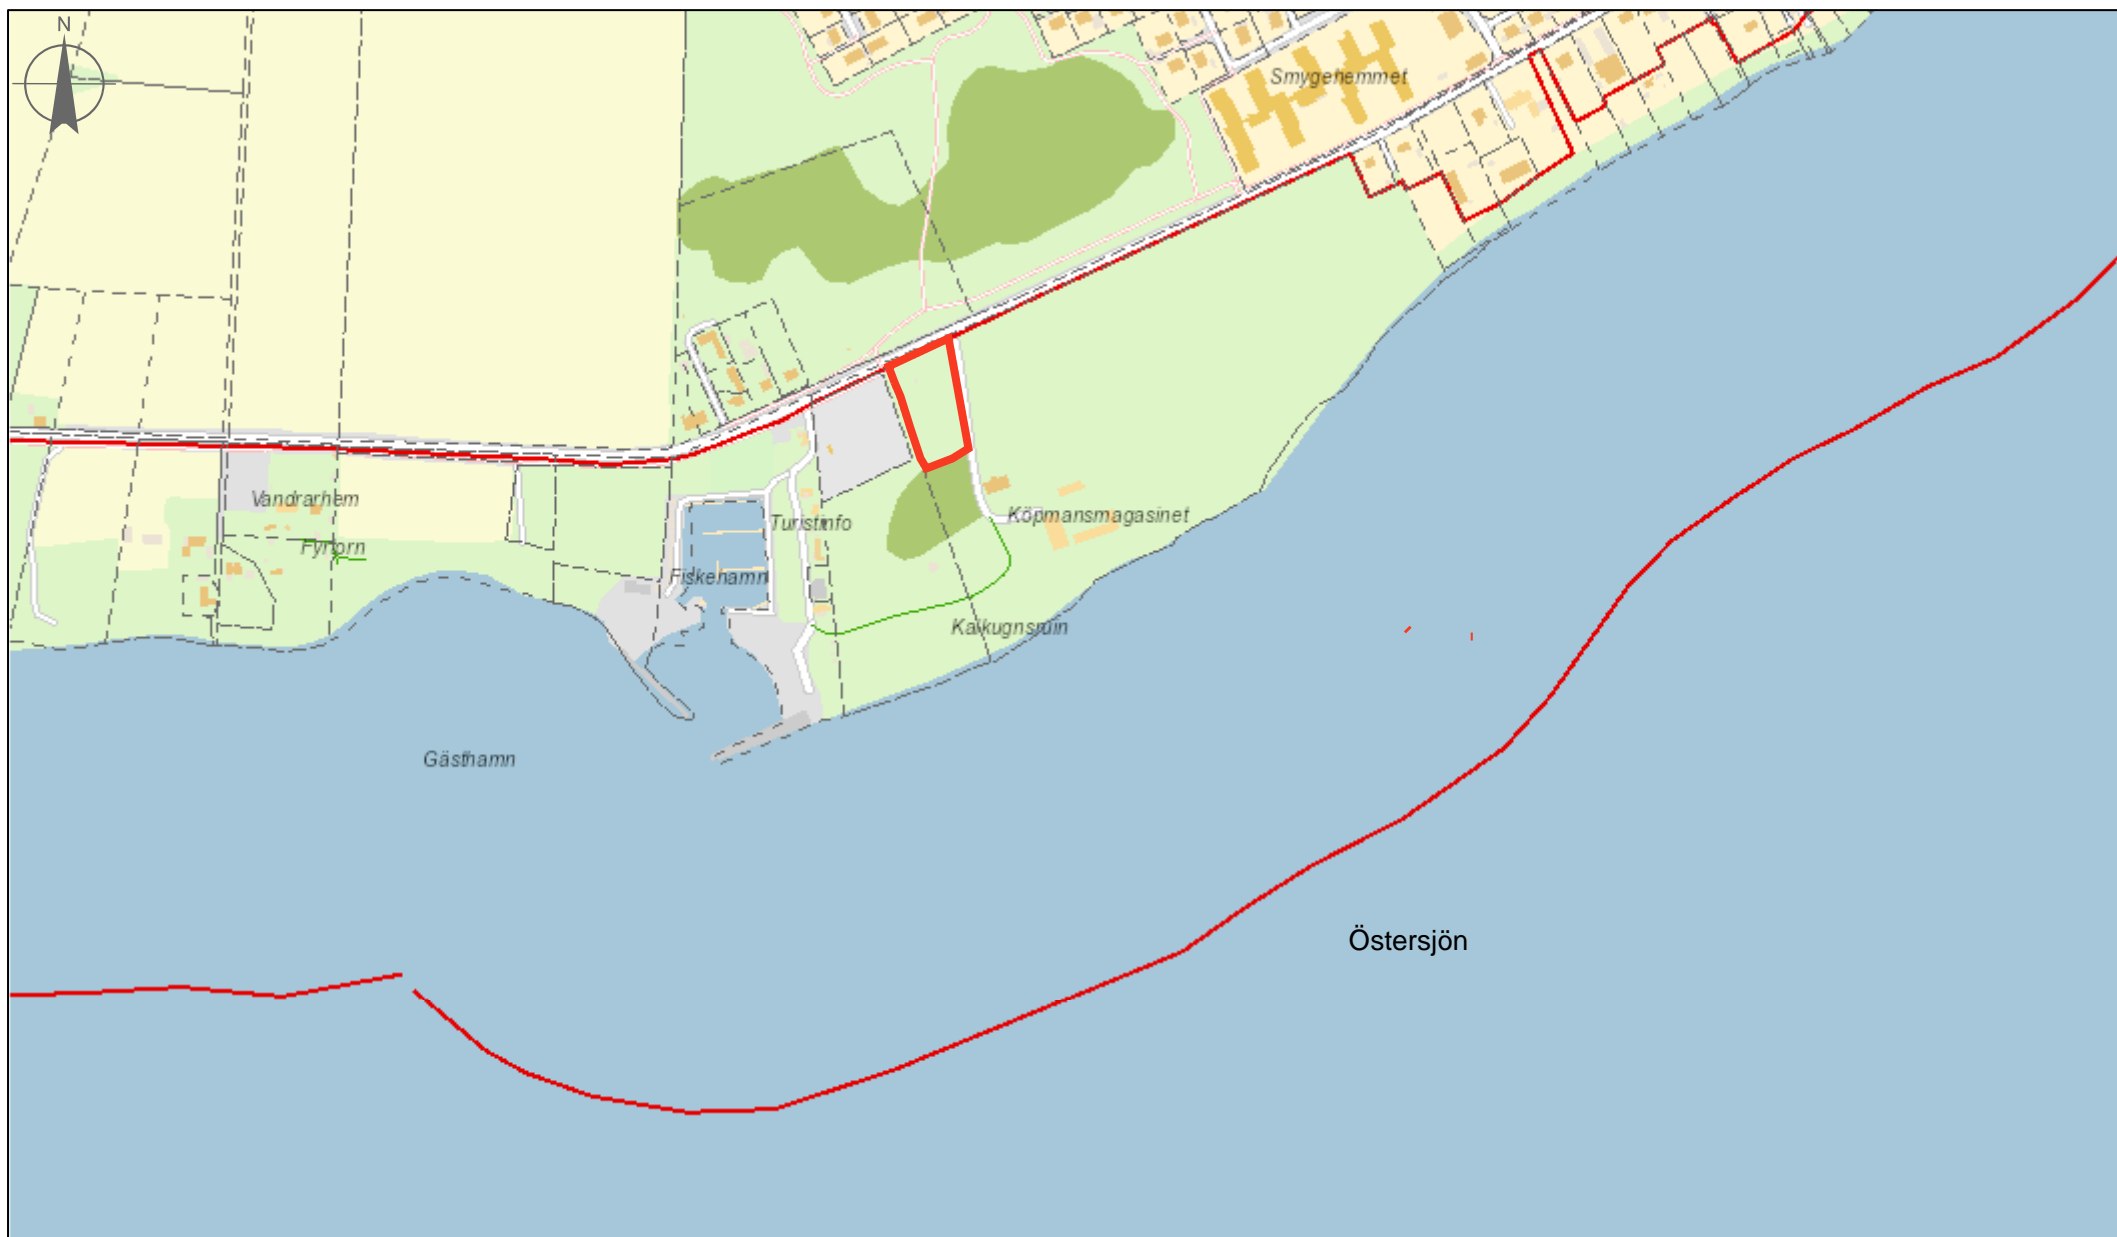 N
Smygehemmet
Vandrarhem
Fyrtorn
Turistinfo
Köpmansmagasinet
Fiskehamn
Kalkugnsruin
Gästhamn
Östersjön